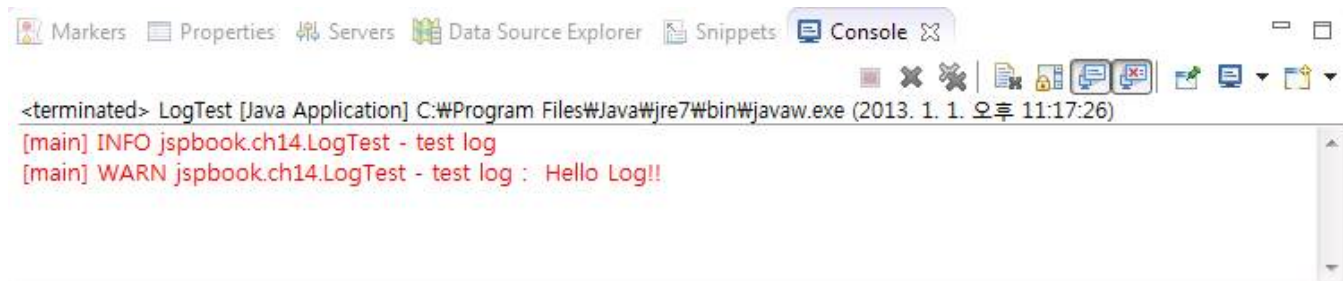 Markers Properties Servers Data Source Explorer Snippets Console
<terminated> LogTest [Java Application] C:₩Program Files₩Java₩jre7₩bin₩javaw.exe (2013. 1. 1. 오후 11:17:26)
[main] INFO jspbook.ch14.LogTest - test log
[main] WARN jspbook.ch14.LogTest - test log :  Hello Log!!